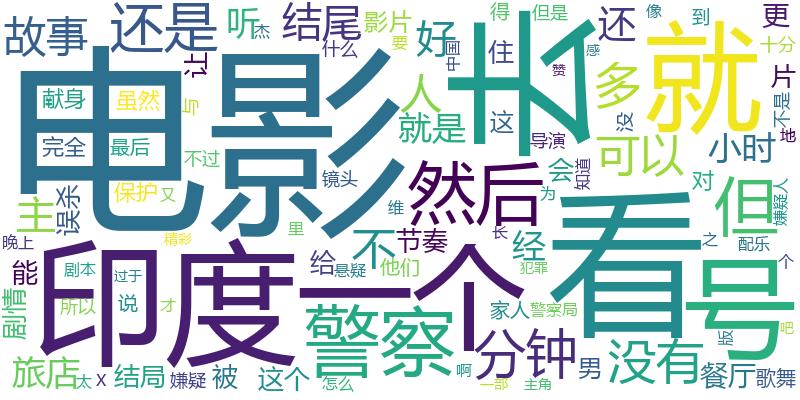 故事
还是
听
杰
结尾
影片
要
好
得
但是
住
还
像
到
更
十分
让
什么
中国
感
赞
片
不是
地
献身
虽然
与
电影
人
就是
这
去
多
就
没
导演
完全
最后
不过
镜头
可以
小时
会
知道
保护
又
误杀
主
然后
维
为
对
但
嫌疑人
里
长
之
配乐
个
晚上
精彩
能
剧本
过于
给
不
节奏
悬疑
他们
经
犯罪
看
号
剧情
所以
说
才
印度
一个
警察
家人
警察局
版
吧
旅店
太
x
结局
嫌疑
被
这个
怎么
啊
分钟
一部
主角
男
没有
餐厅
歌舞